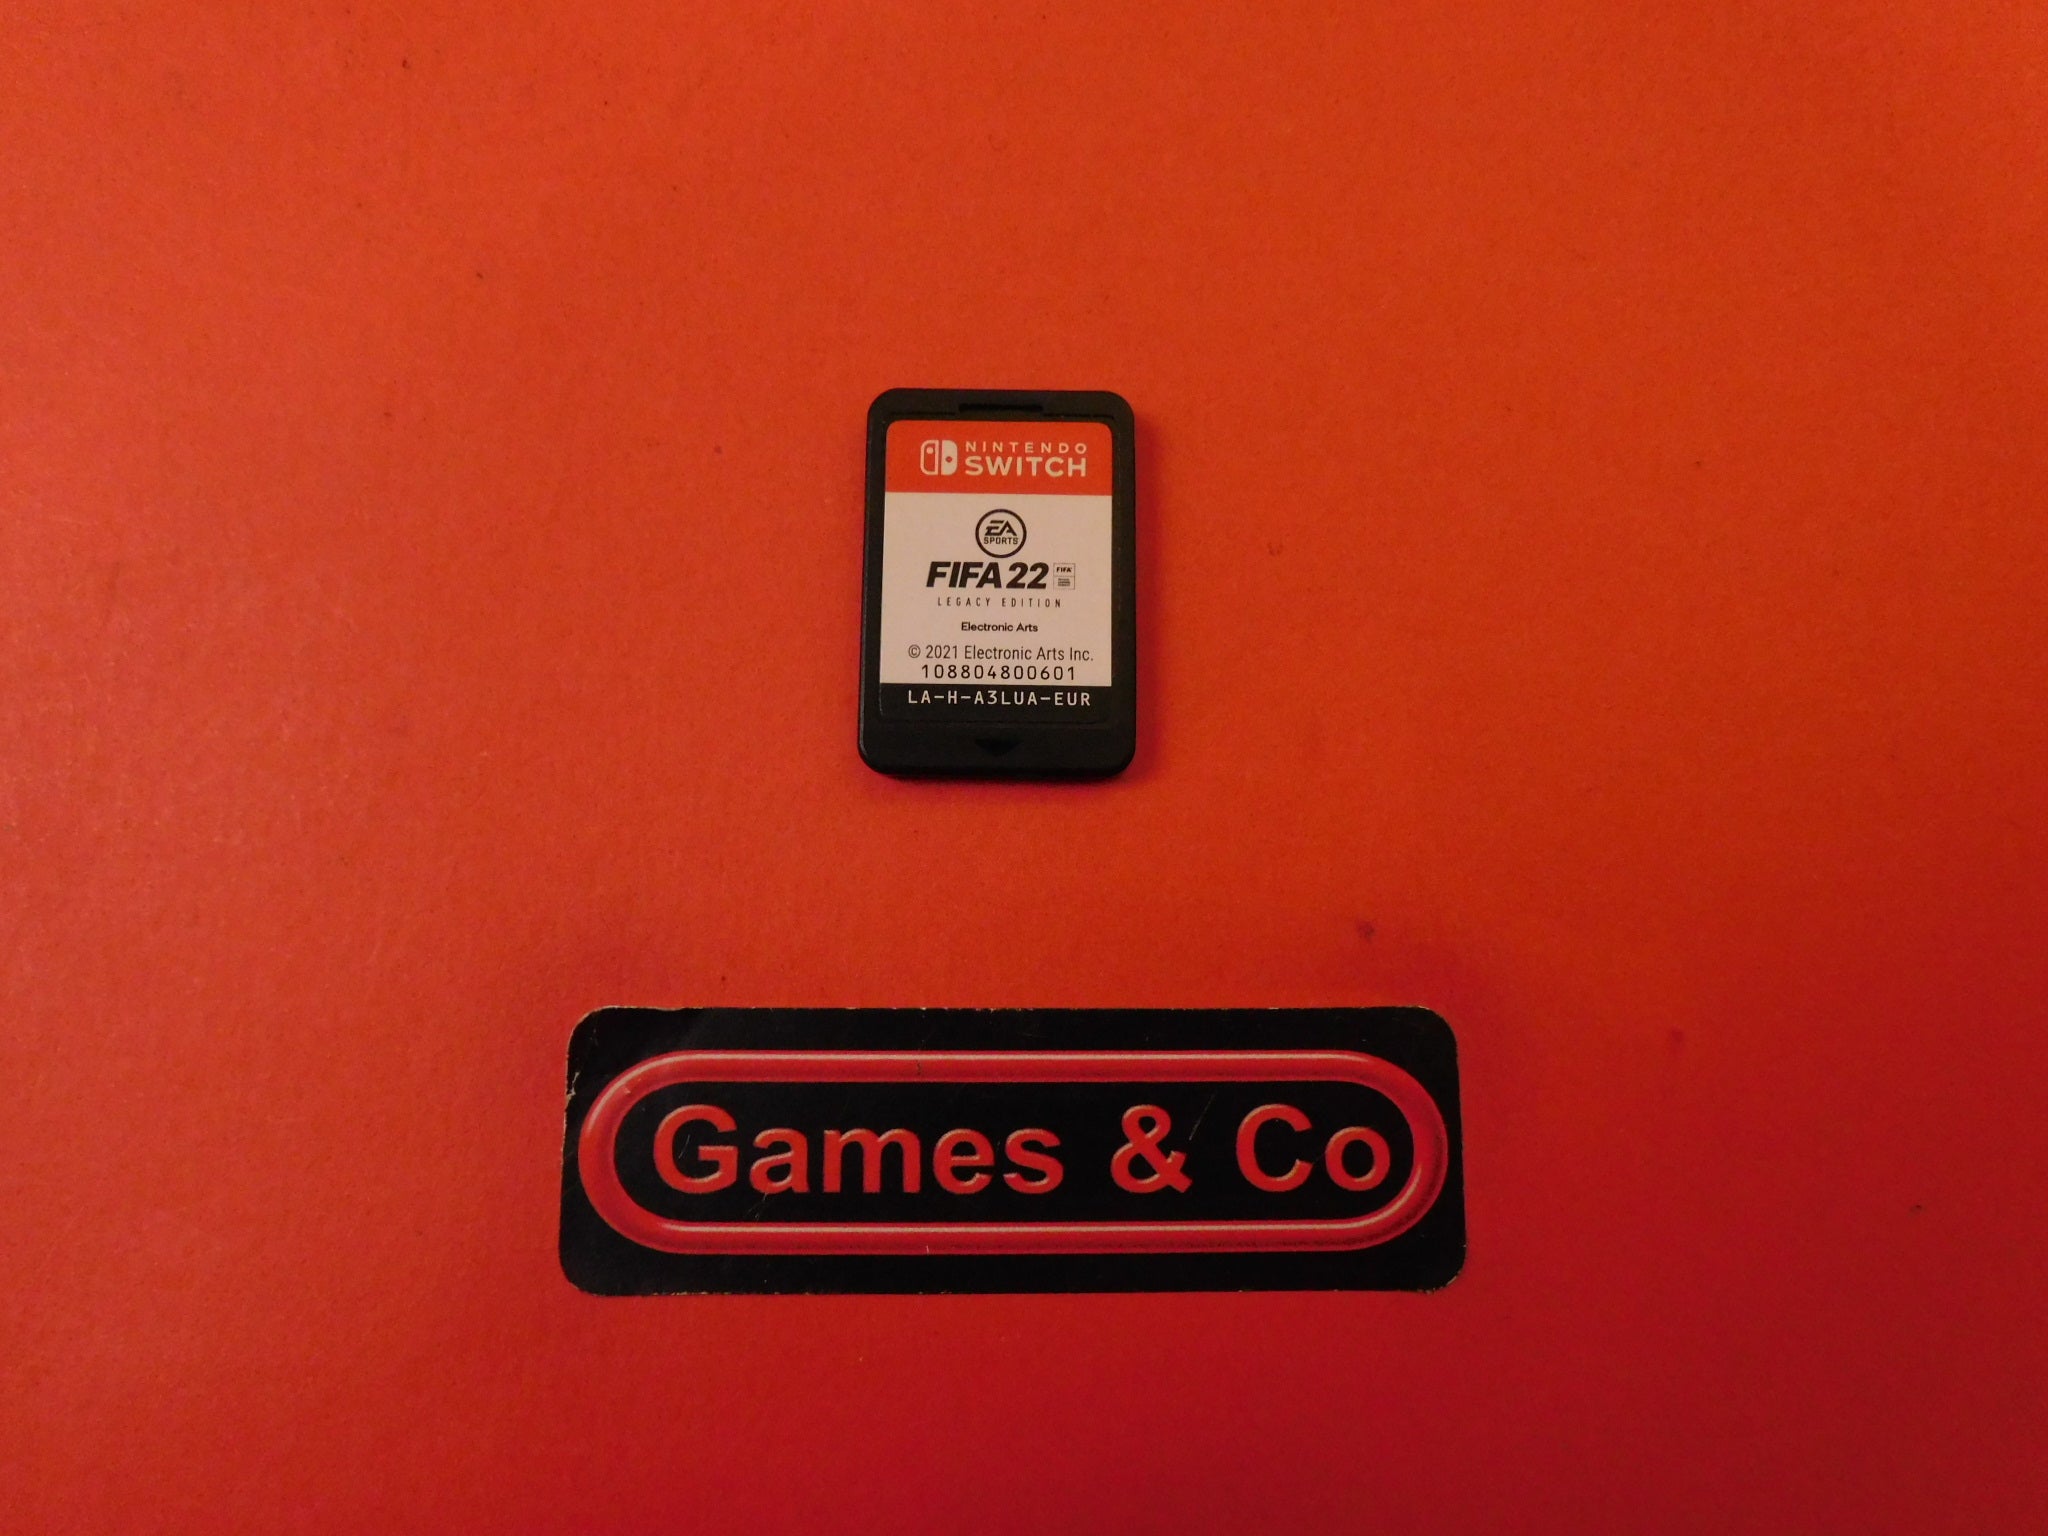 NINTENDO
SWITCH
EA
SPORTS
FIFA 22
FIFA
LEGACY EDITION
Electronic Arts
© 2021 Electronic Arts Inc.
108804800601
LA-H-A3LUA-EUR
Games & Co